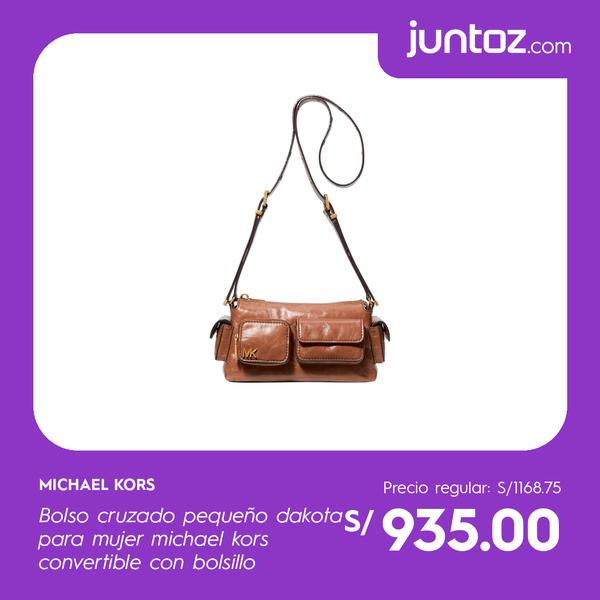 juntoz.com
MK
MICHAEL KORS
Bolso cruzado pequeño dakota
para mujer michael kors
convertible con bolsillo
Precio regular: S/1168.75
S/ 935.00